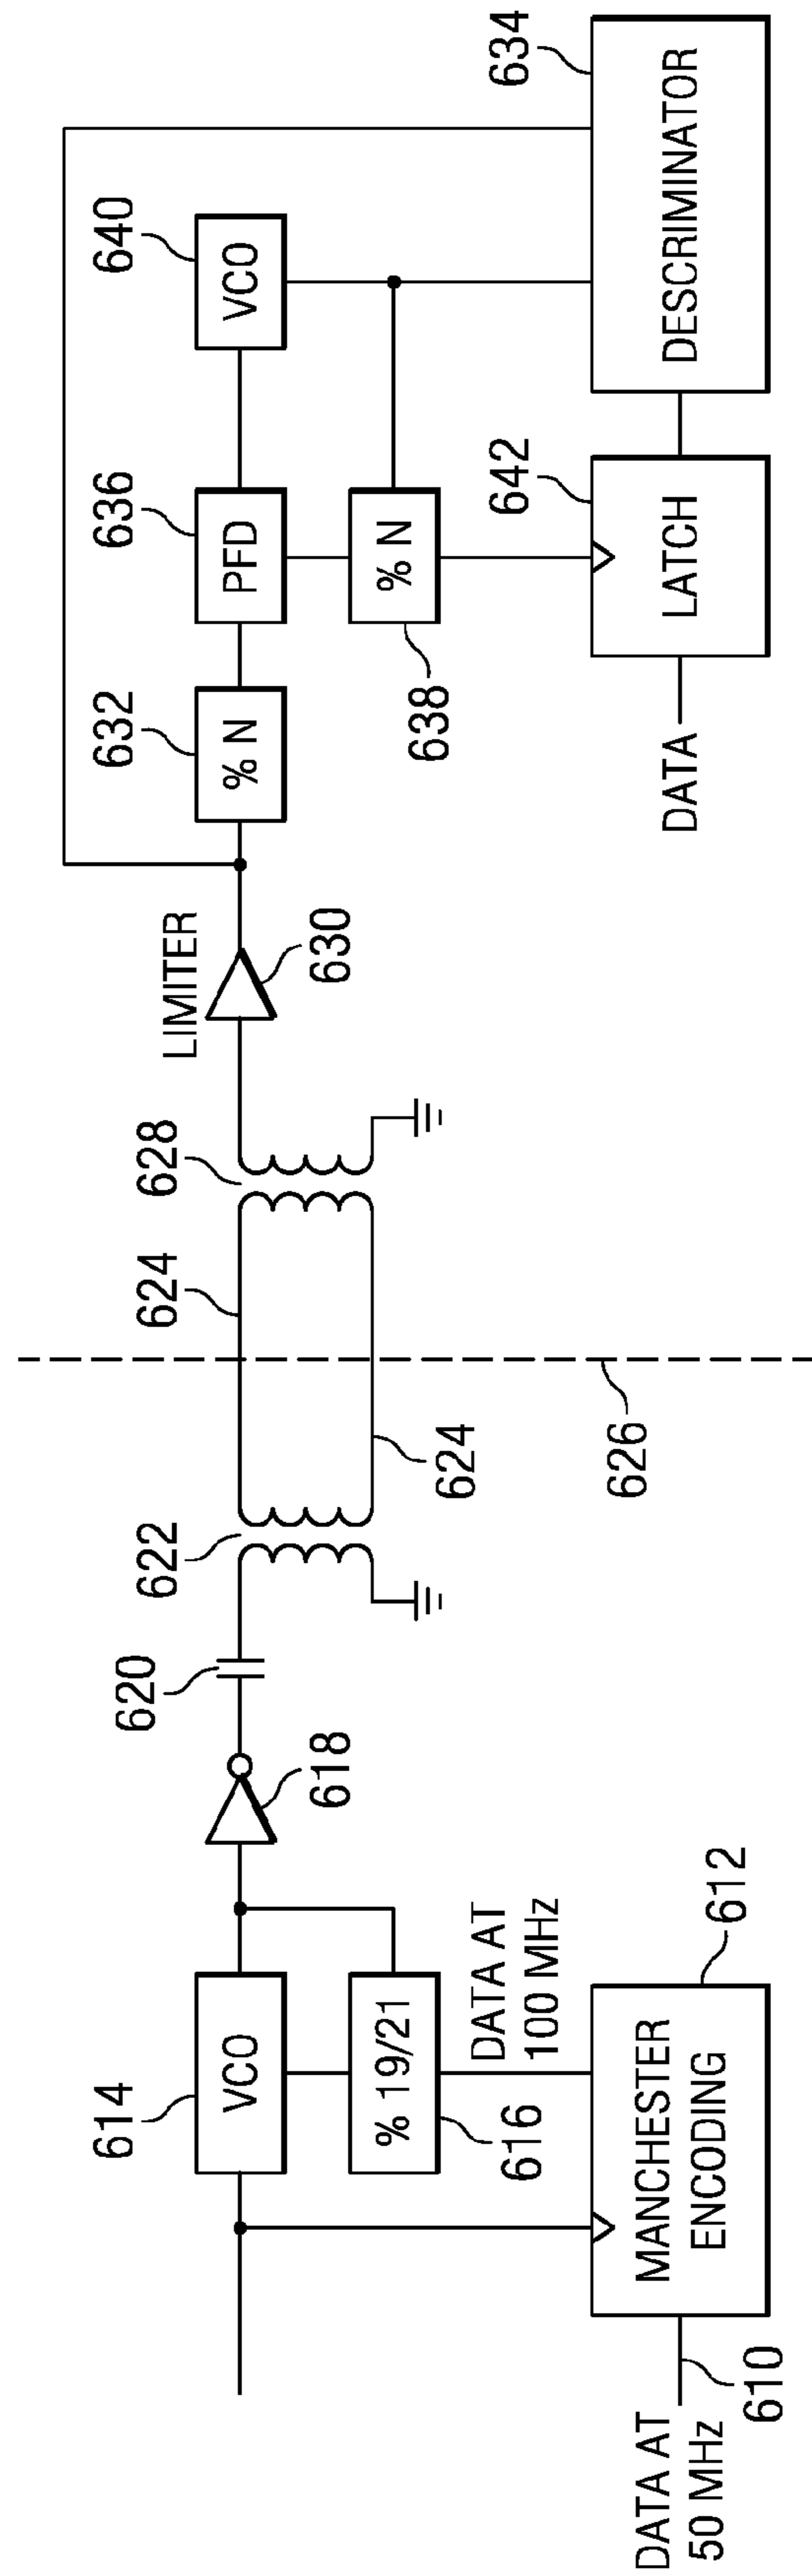 614
VCO
620
622
624
628
LIMITER
632
% N
636
PFD
640
VCO
634
618
630
% 19/21
616
DATA AT
100 MHz
624
626
% N
638
642
DATA AT
50 MHz
610
MANCHESTER
ENCODING
612
DATA
LATCH
DESCRIMINATOR